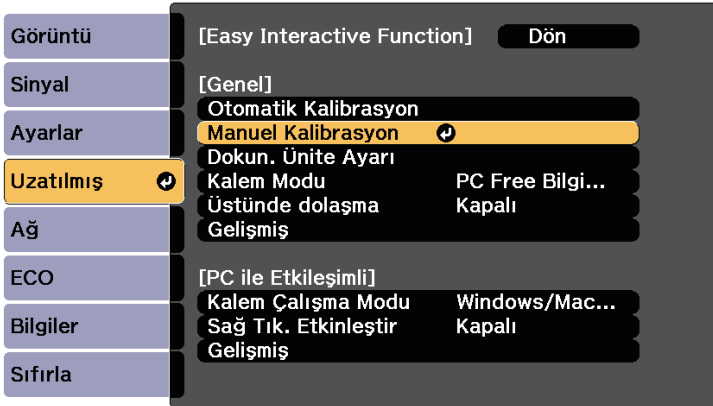 Görüntü
Sinyal
Ayarlar
Uzatılmış
Ağ
ECO
Bilgiler
Sıfırla
[Easy Interactive Function] Dön
[Genel]
Otomatik Kalibrasyon
Manuel Kalibrasyon
Dokun. Ünite Ayarı
Kalem Modu PC Free Bilgi...
Üstünde dolaşma Kapalı
Gelişmiş
[PC ile Etkileşimli]
Kalem Çalışma Modu Windows/Mac...
Sağ Tık. Etkinleştir Kapalı
Gelişmiş